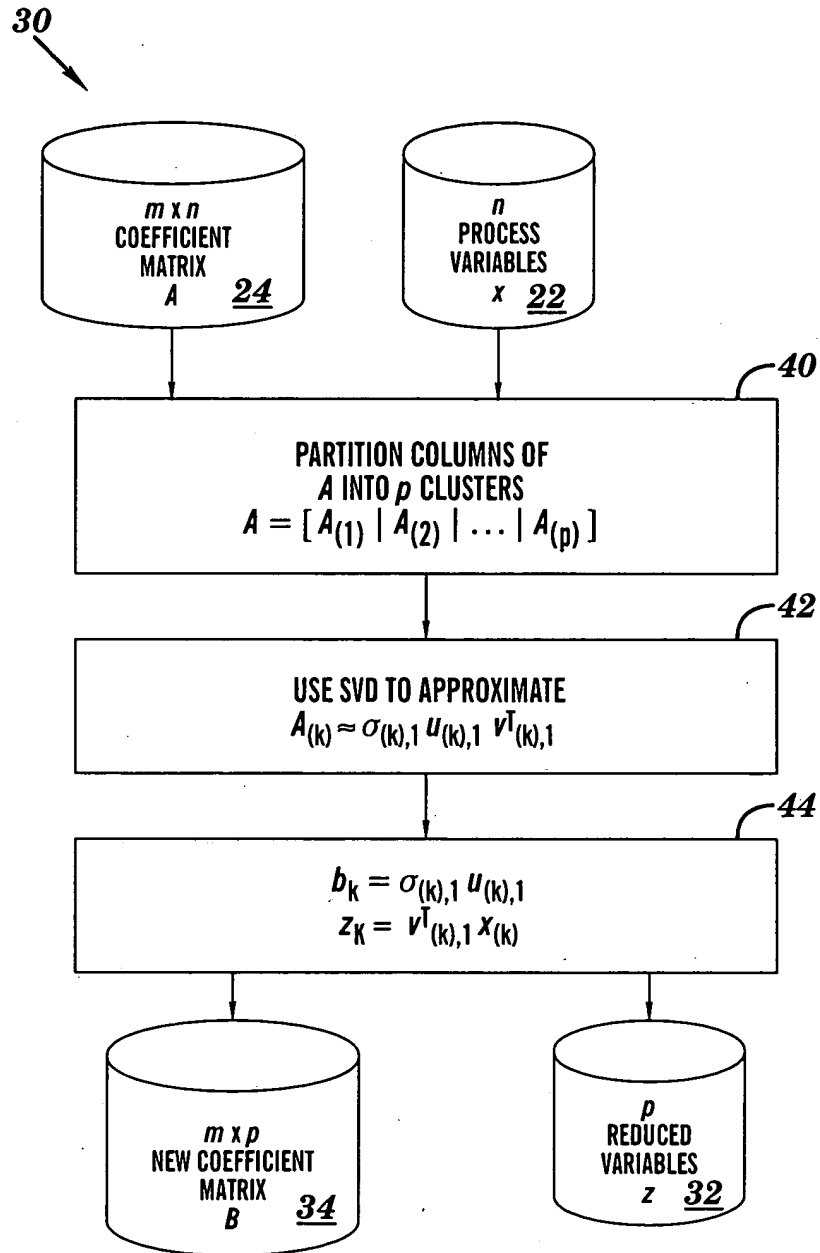 30
m x n
COEFFICIENT
MATRIX
A 24
n
PROCESS
VARIABLES
x 22
40
PARTITION COLUMNS OF
A INTO p CLUSTERS
A = [ A(1) | A(2) | ... | A(p) ]
42
USE SVD TO APPROXIMATE
A(k) ≈ σ(k),1 u(k),1 vᵀ(k),1
44
bk = σ(k),1 u(k),1
zK = vᵀ(k),1 x(k)
m x p
NEW COEFFICIENT
MATRIX
B 34
p
REDUCED
VARIABLES
z 32